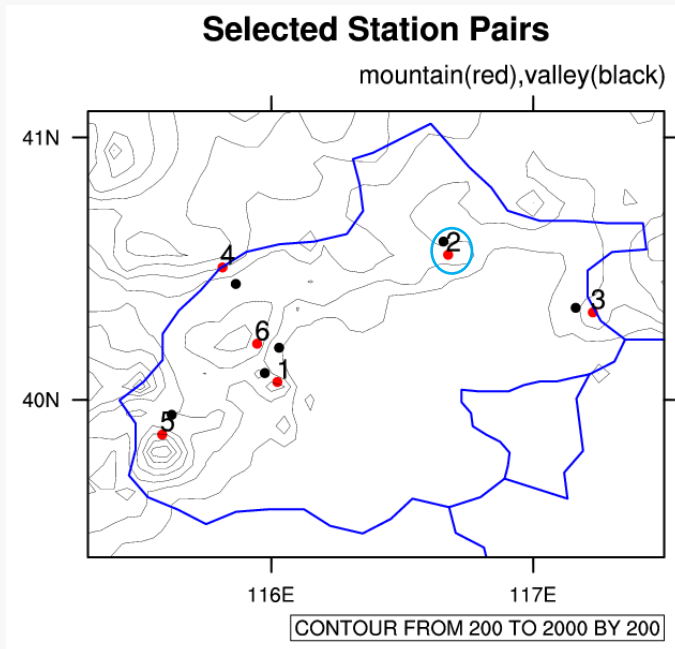 Selected Station Pairs
mountain(red),valley(black)
41N
2
4
3
6
1
40N
5
116E
117E
CONTOUR FROM 200 TO 2000 BY 200